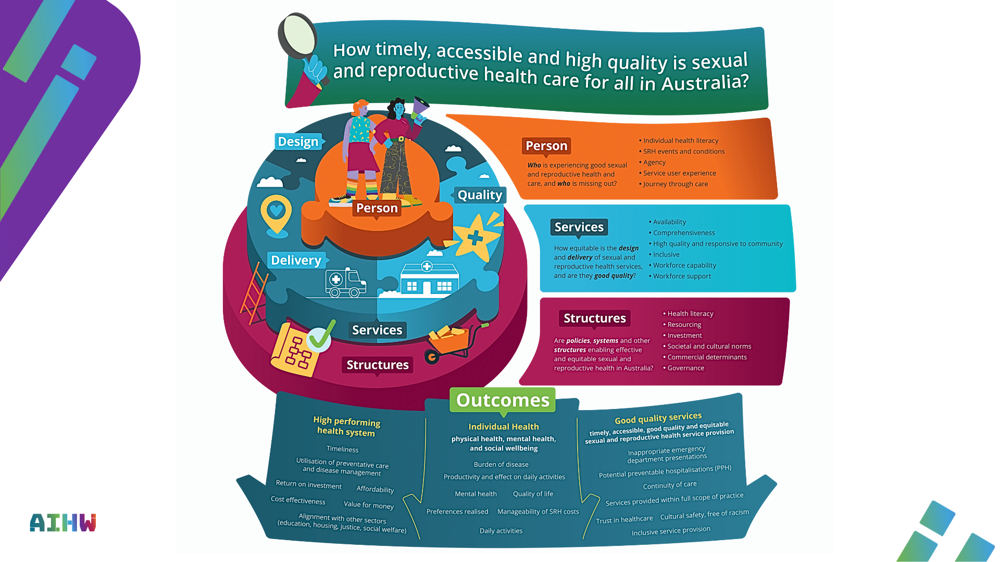 How timely, accessible and high quality is sexual
and reproductive health care for all in Australia?
Design
Quality
Person
Delivery
Services
Structures
Person
Who is experiencing good sexual
and reproductive health and
care, and who is missing out?
• Individual health literacy
• SRH events and conditions
• Agency
• Service user experience
• Journey through care
Services
How equitable is the design
and delivery of sexual and
reproductive health services,
and are they good quality?
• Availability
• Comprehensiveness
• High quality and responsive to community
• Inclusive
• Workforce capability
• Workforce support
Structures
Are policies, systems and other
structures enabling effective
and equitable sexual and
reproductive health in Australia?
• Health literacy
• Resourcing
• Investment
• Societal and cultural norms
• Commercial determinants
• Governance
Outcomes
High performing
health system
Timeliness
Utilisation of preventative care
and disease management
Return on investment
Affordability
Cost effectiveness
Value for money
Alignment with other sectors
(education, housing, justice, social welfare)
Individual Health
physical health, mental health,
and social wellbeing
Burden of disease
Productivity and effect on daily activities
Mental health
Quality of life
Preferences realised
Manageability of SRH costs
Daily activities
Good quality services
timely, accessible, good quality and equitable
sexual and reproductive health service provision
Inappropriate emergency
department presentations
Potential preventable hospitalisations (PPH)
Continuity of care
Services provided within full scope of practice
Trust in healthcare
Cultural safety, free of racism
Inclusive service provision
AIHW